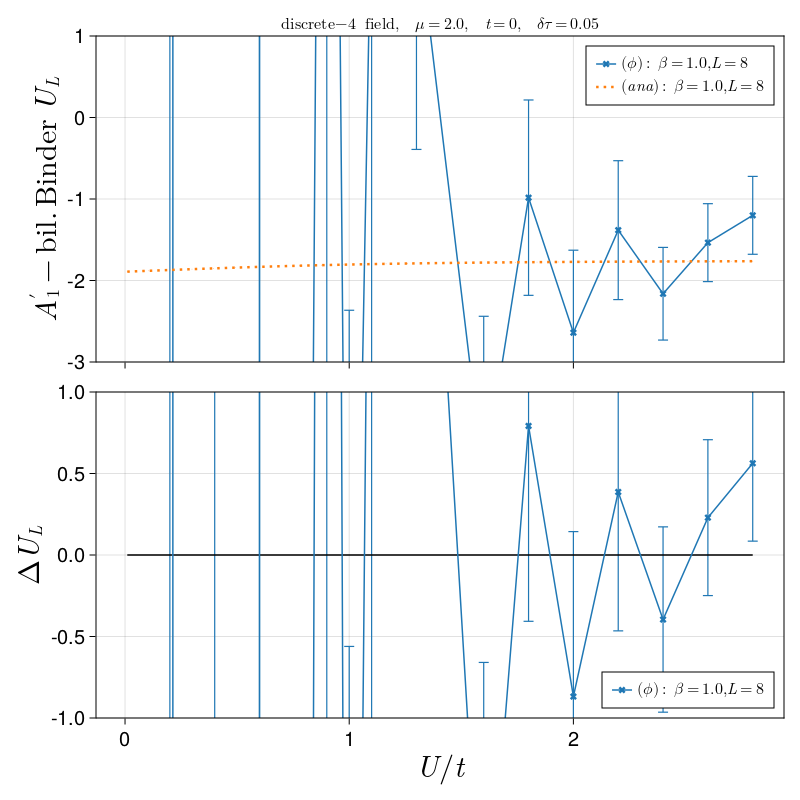 discrete−4 field, μ = 2.0, t = 0, δτ = 0.05
1
0
-1
-2
-3
A′₁ − bil. Binder U_L
(ϕ) : β = 1.0, L = 8
(ana) : β = 1.0, L = 8
1.0
0.5
0.0
-0.5
-1.0
Δ U_L
(ϕ) : β = 1.0, L = 8
0 1 2
U/t